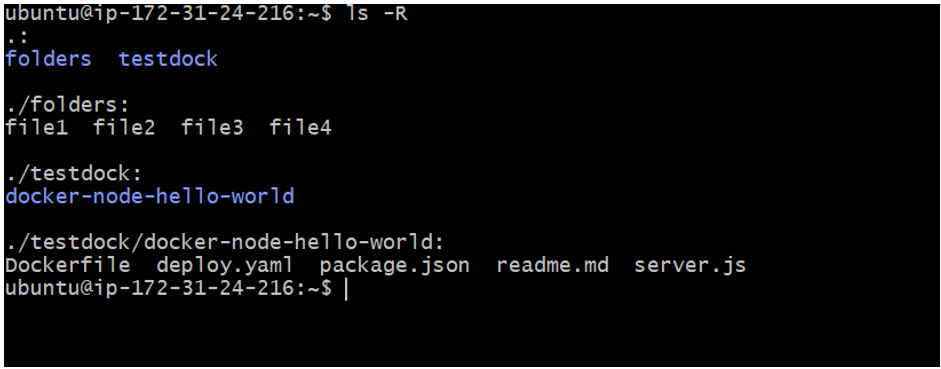 ubuntu@ip-172-31-24-216:~$ ls -R
.:
folders  testdock
./folders:
file1  file2  file3  file4
./testdock:
docker-node-hello-world
./testdock/docker-node-hello-world:
Dockerfile  deploy.yaml  package.json  readme.md  server.js
ubuntu@ip-172-31-24-216:~$